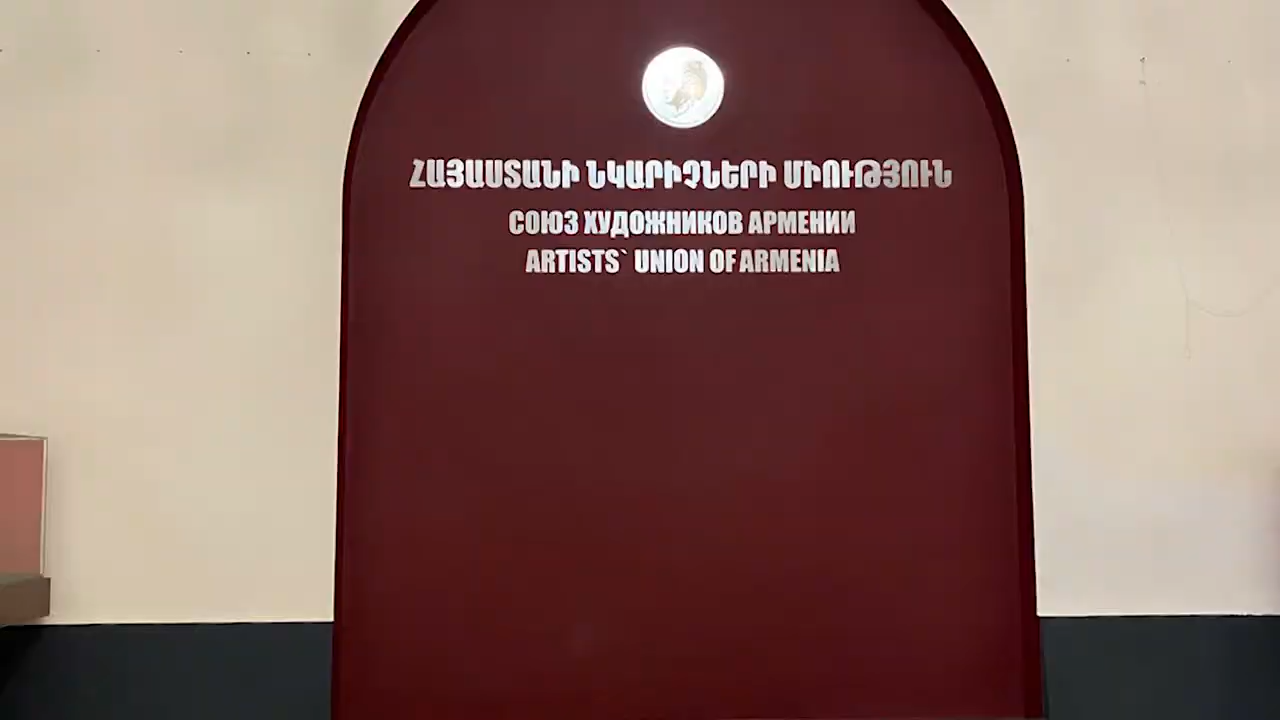 ՀԱՅԱՍՏԱՆԻ ՆԿԱՐԻՉՆԵՐԻ ՄԻՈՒԹՅՈՒՆ
СОЮЗ ХУДОЖНИКОВ АРМЕНИИ
ARTISTS` UNION OF ARMENIA